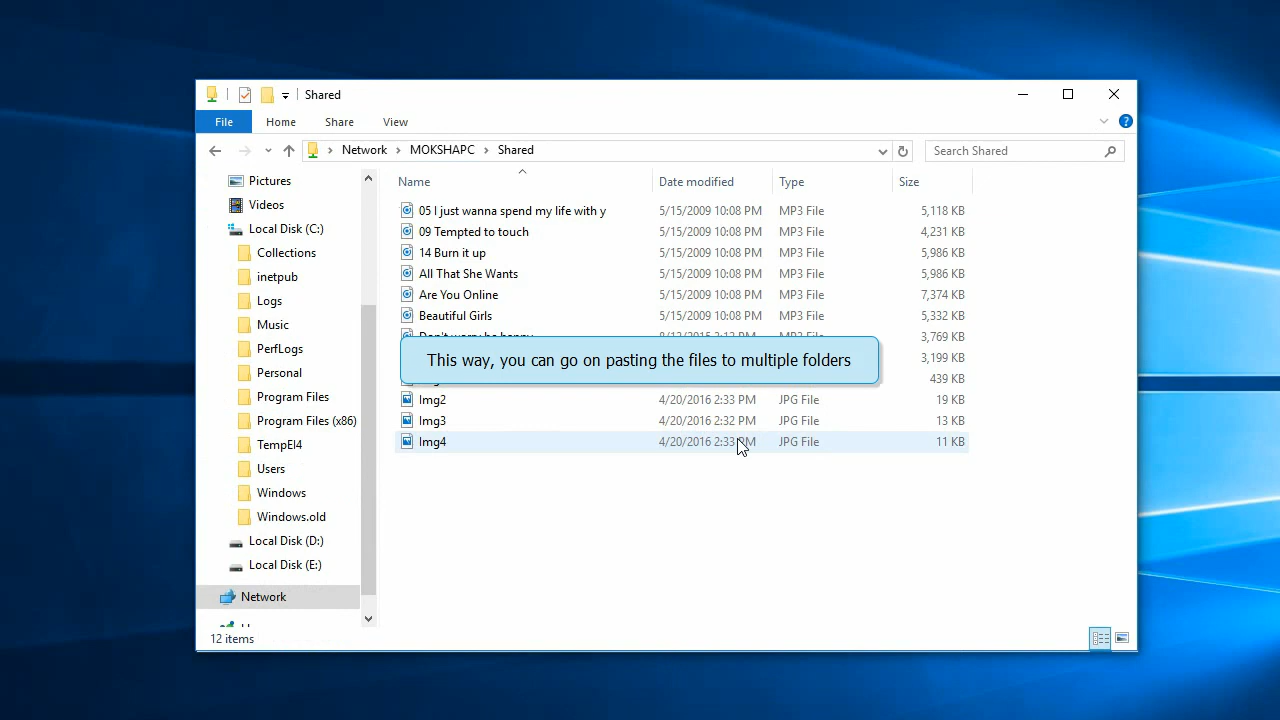 Shared
File Home Share View
Network MOKSHAPC Shared Search Shared
Pictures
Videos
Local Disk (C:)
Collections
inetpub
Logs
Music
PerfLogs
Personal
Program Files
Program Files (x86)
TempEl4
Users
Windows
Windows.old
Local Disk (D:)
Local Disk (E:)
Network
Name Date modified Type Size
05 I just wanna spend my life with y 5/15/2009 10:08 PM MP3 File 5,118 KB
09 Tempted to touch 5/15/2009 10:08 PM MP3 File 4,231 KB
14 Burn it up 5/15/2009 10:08 PM MP3 File 5,986 KB
All That She Wants 5/15/2009 10:08 PM MP3 File 5,986 KB
Are You Online 5/15/2009 10:08 PM MP3 File 7,374 KB
Beautiful Girls 5/15/2009 10:08 PM MP3 File 5,332 KB
3,769 KB
This way, you can go on pasting the files to multiple folders
3,199 KB
439 KB
Img2 4/20/2016 2:33 PM JPG File 19 KB
Img3 4/20/2016 2:32 PM JPG File 13 KB
Img4 4/20/2016 2:33 PM JPG File 11 KB
12 items